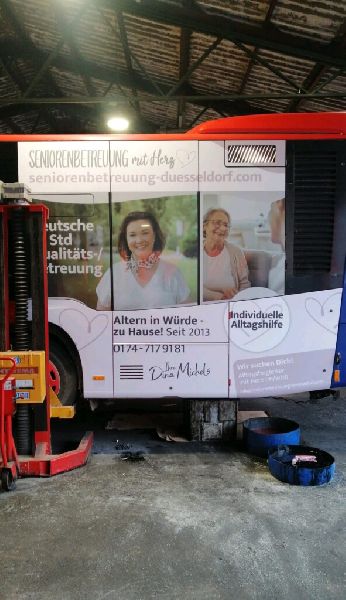 SENIORENBETREUUNG mit Herz
seniorenbetreuung-duesseldorf.com
eutsche
Std
ualitäts-/
etreuung
Altern in Würde -
zu Hause! Seit 2013
0174-7179181
Ihre
Dina Michels
Individuelle
Alltagshilfe
Wir suchen Dich!